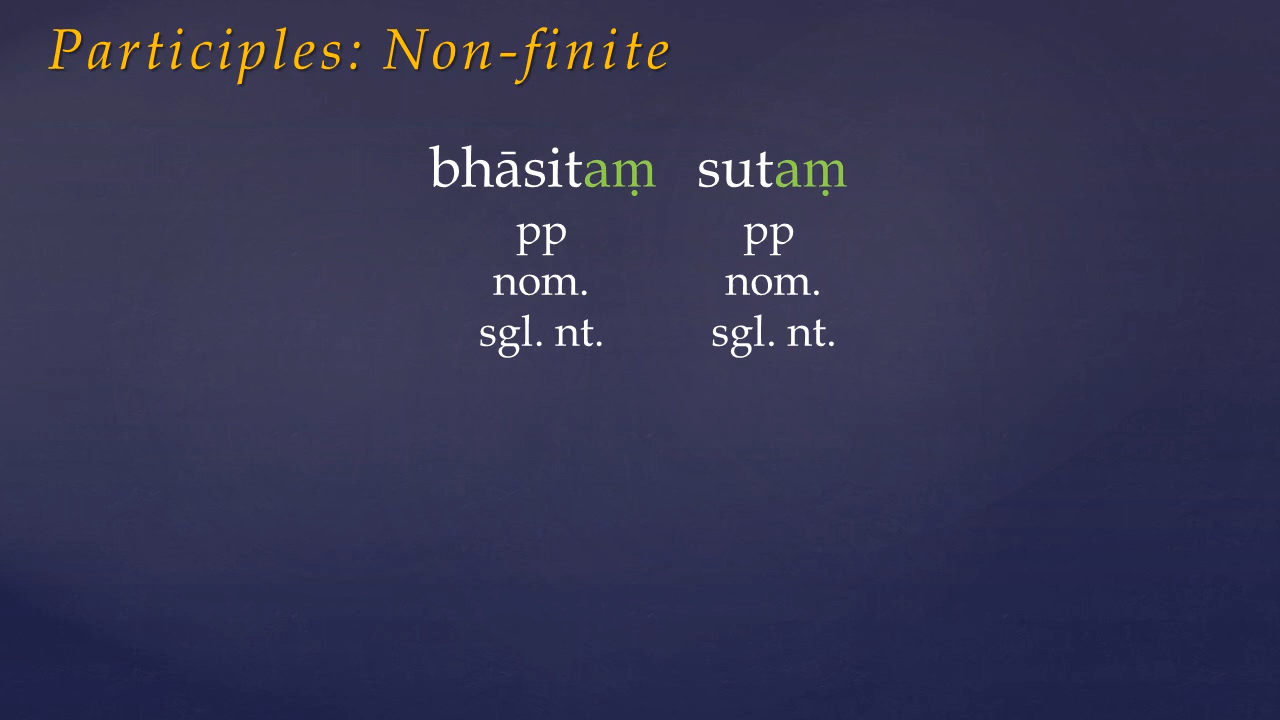 Participles: Non-finite
bhāsitaṃ sutaṃ
pp pp
nom. nom.
sgl. nt. sgl. nt.